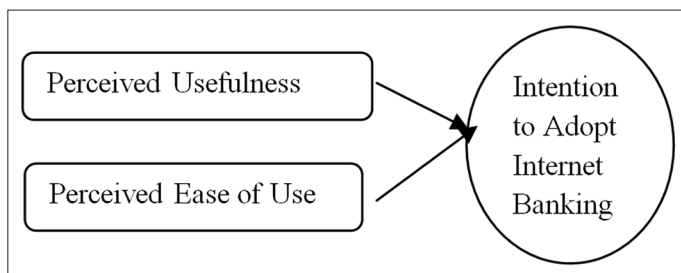 Perceived Usefulness
Perceived Ease of Use
Intention
to Adopt
Internet
Banking